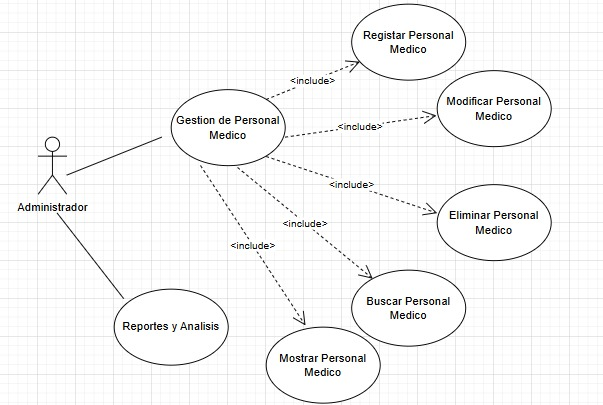 Registar Personal
Medico
<include>
Modificar Personal
Medico
Gestion de Personal
Medico
<include>
<include>
Administrador
Eliminar Personal
Medico
<include>
<include>
Buscar Personal
Medico
Reportes y Analisis
Mostrar Personal
Medico